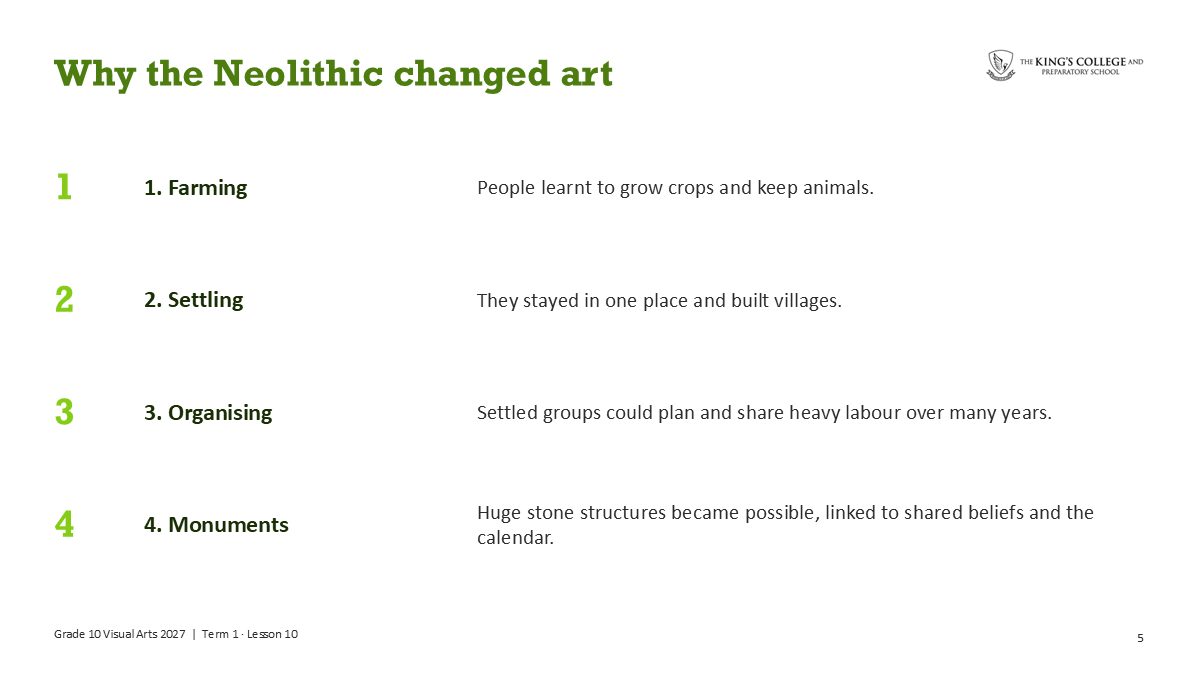 Why the Neolithic changed art
THE KING'S COLLEGE AND
PREPARATORY SCHOOL
1
1. Farming
People learnt to grow crops and keep animals.
2
2. Settling
They stayed in one place and built villages.
3
3. Organising
Settled groups could plan and share heavy labour over many years.
4
4. Monuments
Huge stone structures became possible, linked to shared beliefs and the
calendar.
Grade 10 Visual Arts 2027 | Term 1 · Lesson 10
5